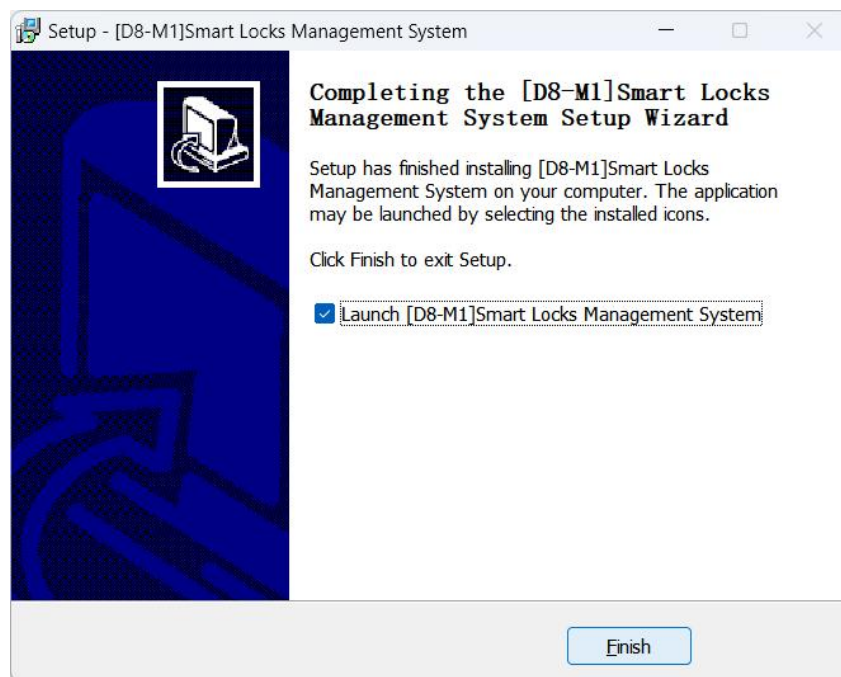 Setup - [D8-M1]Smart Locks Management System
Completing the [D8-M1]Smart Locks
Management System Setup Wizard
Setup has finished installing [D8-M1]Smart Locks
Management System on your computer. The application
may be launched by selecting the installed icons.
Click Finish to exit Setup.
Launch [D8-M1]Smart Locks Management System
Finish